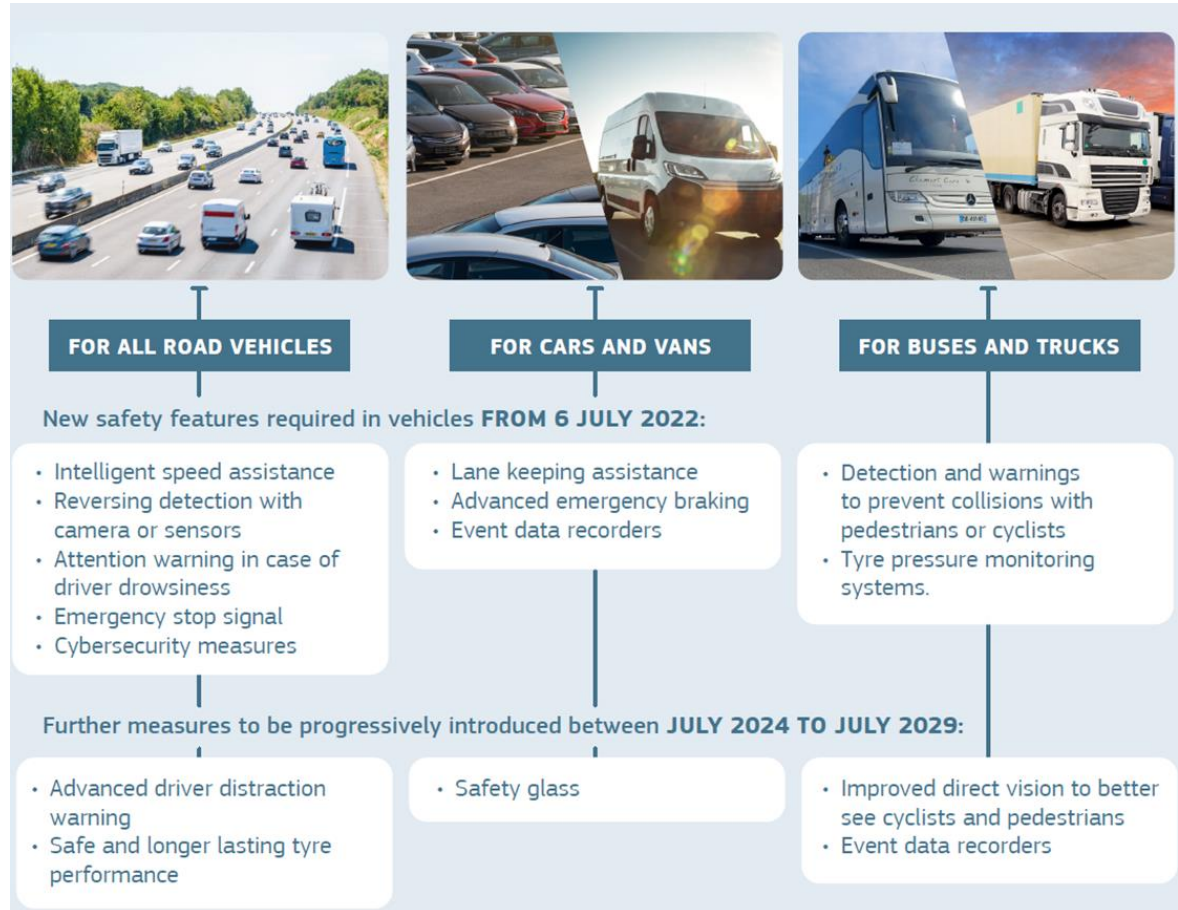 FOR ALL ROAD VEHICLES
FOR CARS AND VANS
FOR BUSES AND TRUCKS
New safety features required in vehicles FROM 6 JULY 2022:
• Intelligent speed assistance
• Reversing detection with
camera or sensors
• Attention warning in case of
driver drowsiness
• Emergency stop signal
• Cybersecurity measures
• Lane keeping assistance
• Advanced emergency braking
• Event data recorders
• Detection and warnings
to prevent collisions with
pedestrians or cyclists
• Tyre pressure monitoring
systems.
Further measures to be progressively introduced between JULY 2024 TO JULY 2029:
• Advanced driver distraction
warning
• Safe and longer lasting tyre
performance
• Safety glass
• Improved direct vision to better
see cyclists and pedestrians
• Event data recorders